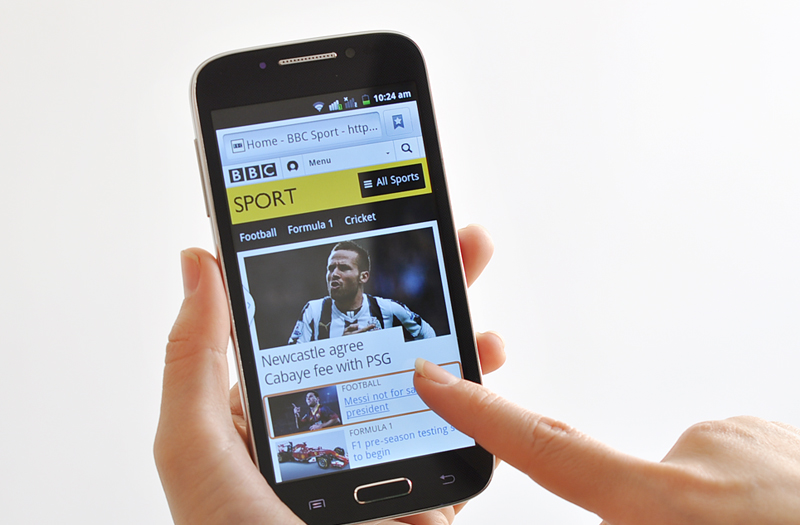 10:24 am
Home - BBC Sport - http...
BBC Menu
SPORT All Sports
Football Formula 1 Cricket
Newcastle agree
Cabaye fee with PSG
FOOTBALL
Messi not for
president
FORMULA 1
F1 pre-season testing
to begin